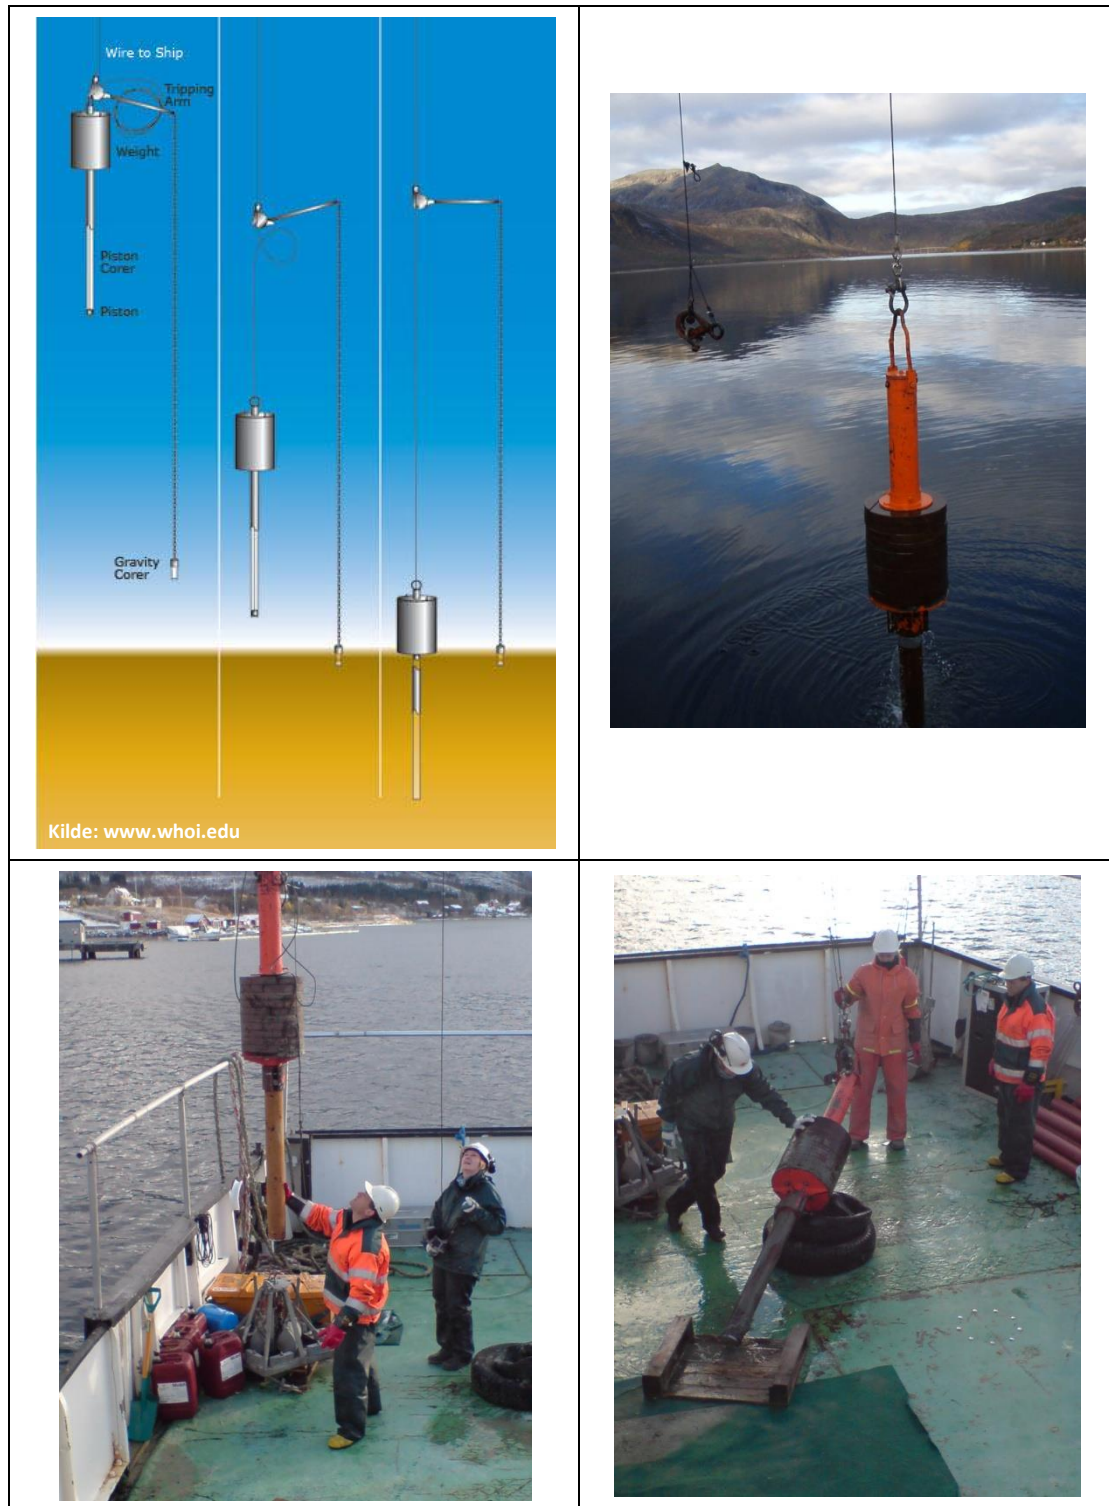 Wire to Ship
Tripping
Arm
Weight
Piston
Corer
Piston
Gravity
Corer
Kilde: www.whoi.edu